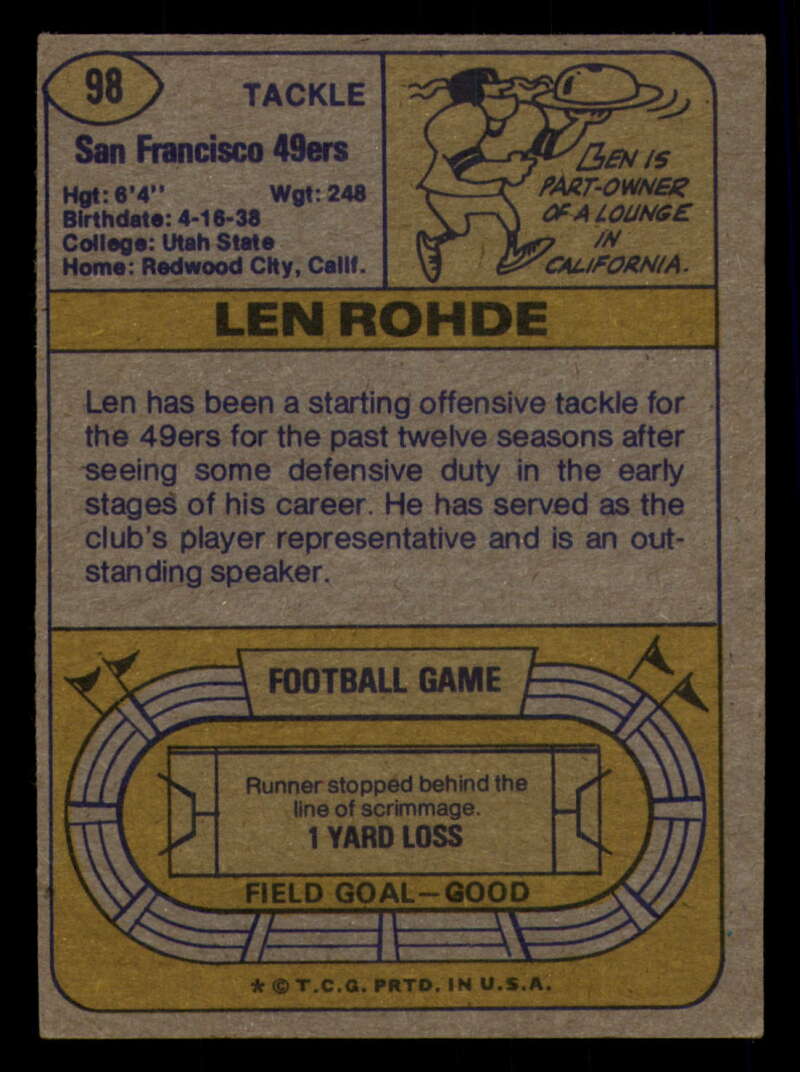 98
TACKLE
San Francisco 49ers
Hgt: 6'4" Wgt: 248
Birthdate: 4-16-38
College: Utah State
Home: Redwood City, Calif.
BEN IS
PART-OWNER
OF A LOUNGE
IN
CALIFORNIA.
LEN ROHDE
Len has been a starting offensive tackle for
the 49ers for the past twelve seasons after
seeing some defensive duty in the early
stages of his career. He has served as the
club's player representative and is an out-
standing speaker.
FOOTBALL GAME
Runner stopped behind the
line of scrimmage.
1 YARD LOSS
FIELD GOAL—GOOD
* © T.C.G. PRTD. IN U.S.A.